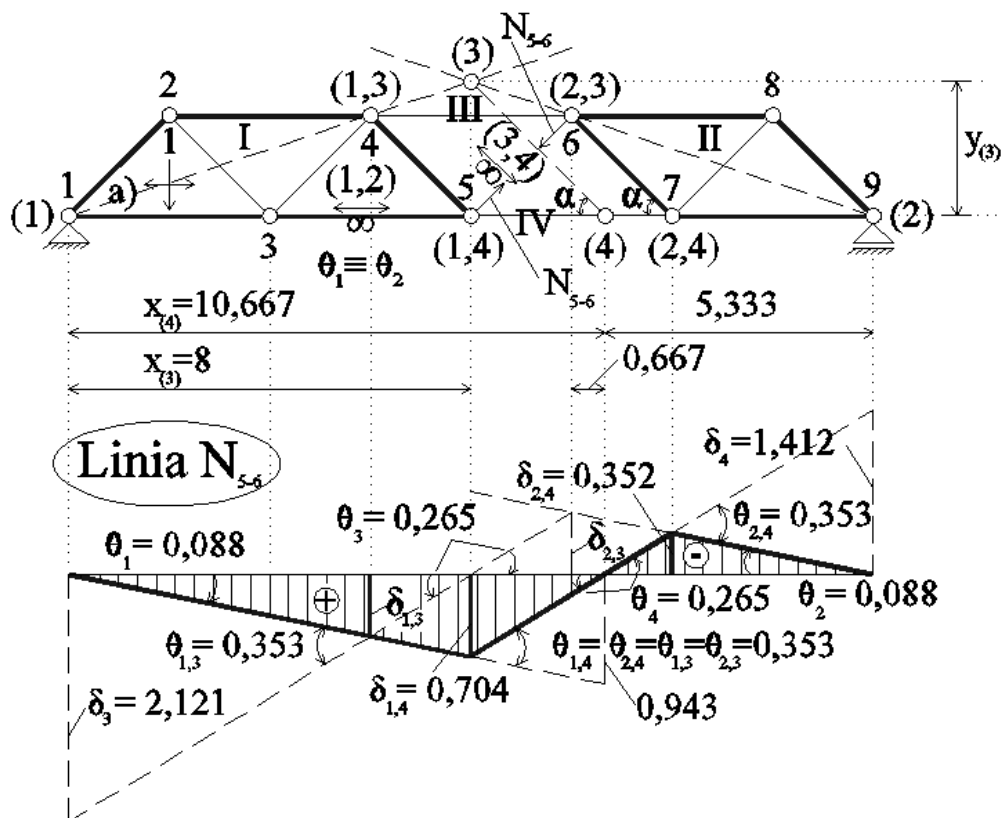 N₅₋₆
(3)
2 (1,3) III (2,3) 8
1 I 4 (3,4) 6 II y₍₃₎
a) (1,2) ∞
1 5 α α 7 9
(1) ∞ IV (2)
3 (1,4) (4) (2,4)
θ₁≡ θ₂ N₅₋₆
x₍₄₎=10,667 5,333
x₍₃₎=8 0,667
Linia N₅₋₆
δ₄=1,412
δ₂,₄= 0,352
θ₃= 0,265
θ₁= 0,088 δ₂,₃ θ₂,₄= 0,353
+ -
δ₁,₃ θ₄= 0,265 θ₂= 0,088
θ₁,₃= 0,353 θ₁,₄=θ₂,₄=θ₁,₃=θ₂,₃=0,353
δ₃= 2,121 δ₁,₄= 0,704 0,943